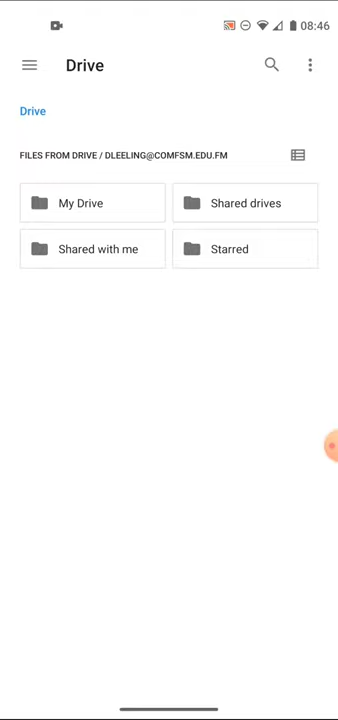 08:46
Drive
Drive
FILES FROM DRIVE / DLEELING@COMFSM.EDU.FM
My Drive
Shared drives
Shared with me
Starred